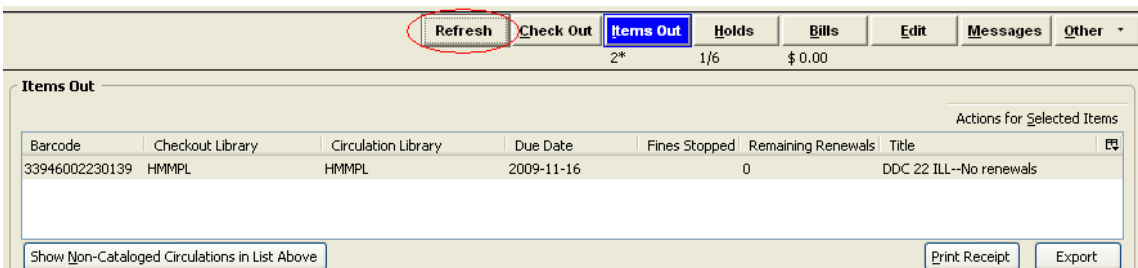 Refresh Check Out Items Out Holds Bills Edit Messages Other
2* 1/6 $ 0.00
Items Out
Actions for Selected Items
Barcode Checkout Library Circulation Library Due Date Fines Stopped Remaining Renewals Title
33946002230139 HMMPL HMMPL 2009-11-16 0 DDC 22 ILL--No renewals
Show Non-Cataloged Circulations in List Above Print Receipt Export